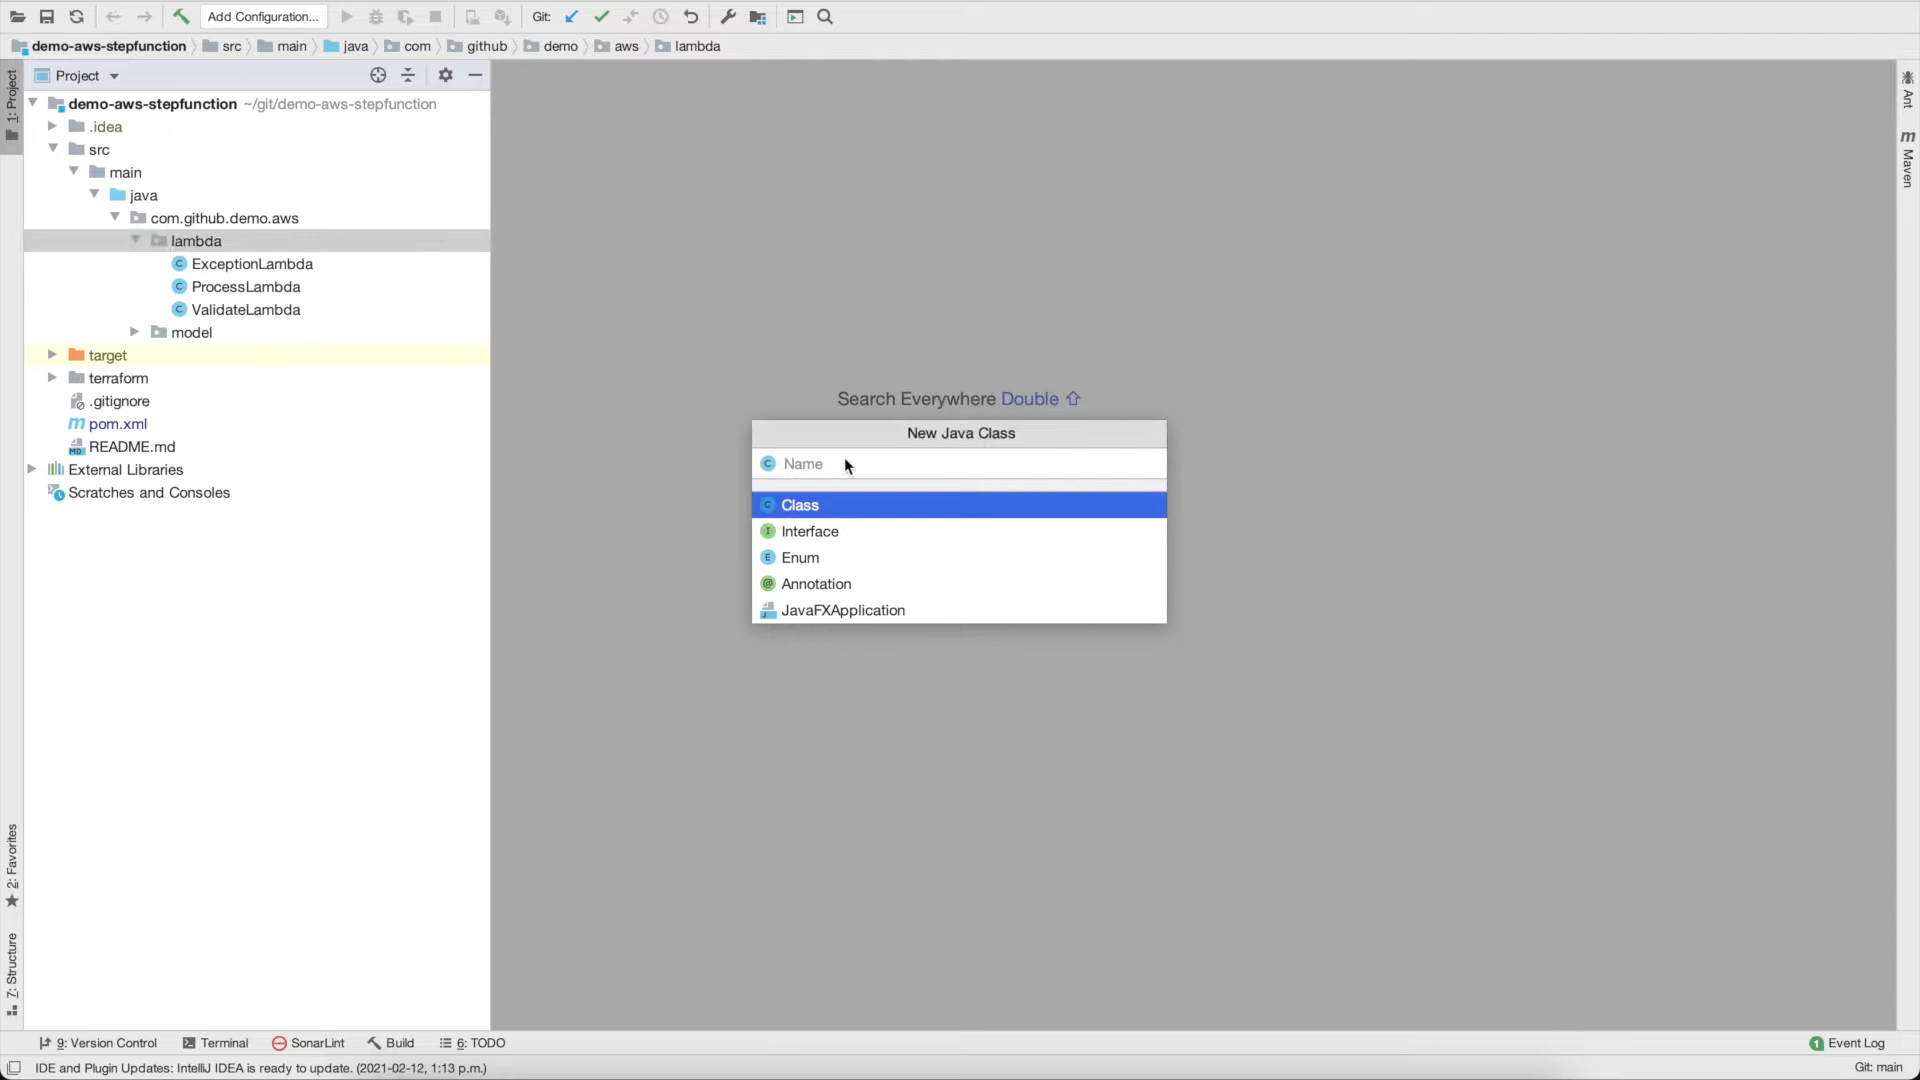 Add Configuration...
Git:
demo-aws-stepfunction
src
main
java
com
github
demo
aws
lambda
1: Project
Project
demo-aws-stepfunction ~/git/demo-aws-stepfunction
.idea
src
main
java
com.github.demo.aws
lambda
C ExceptionLambda
C ProcessLambda
C ValidateLambda
model
target
terraform
.gitignore
m pom.xml
MD README.md
External Libraries
Scratches and Consoles
Search Everywhere Double ⇧
New Java Class
C Name
C Class
I Interface
E Enum
@ Annotation
J JavaFXApplication
Ant
m Maven
2: Favorites
7: Structure
9: Version Control
Terminal
SonarLint
Build
6: TODO
1 Event Log
IDE and Plugin Updates: IntelliJ IDEA is ready to update. (2021-02-12, 1:13 p.m.)
Git: main